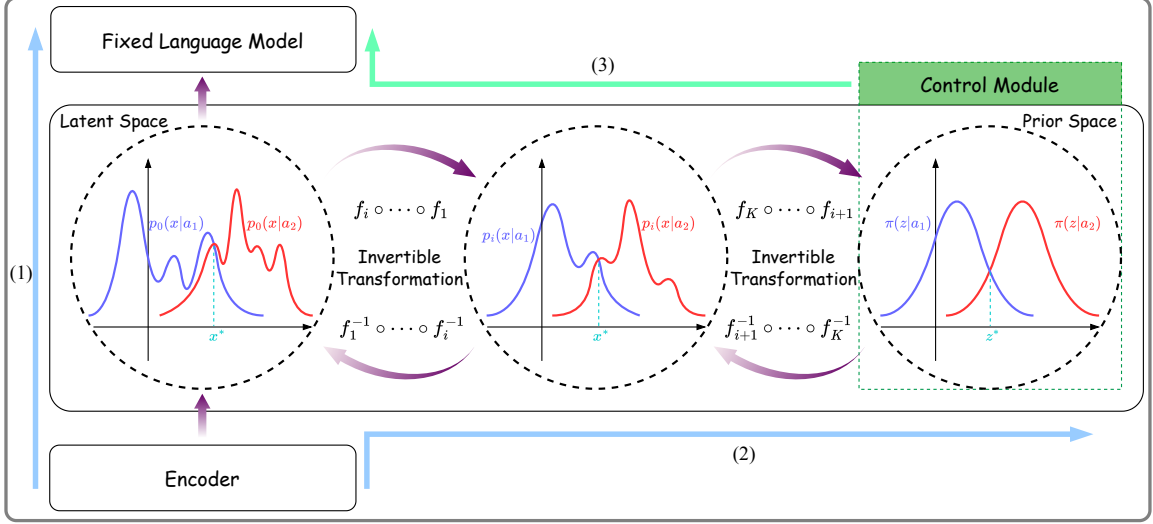 Fixed Language Model
(3)
Control Module
Latent Space
Prior Space
p₀(x|a₁)
p₀(x|a₂)
x*
fᵢ ∘ ⋯ ∘ f₁
Invertible
Transformation
f₁⁻¹ ∘ ⋯ ∘ fᵢ⁻¹
pᵢ(x|a₁)
pᵢ(x|a₂)
x*
f_K ∘ ⋯ ∘ fᵢ₊₁
Invertible
Transformation
fᵢ₊₁⁻¹ ∘ ⋯ ∘ f_K⁻¹
π(z|a₁)
π(z|a₂)
z*
(1)
(2)
Encoder